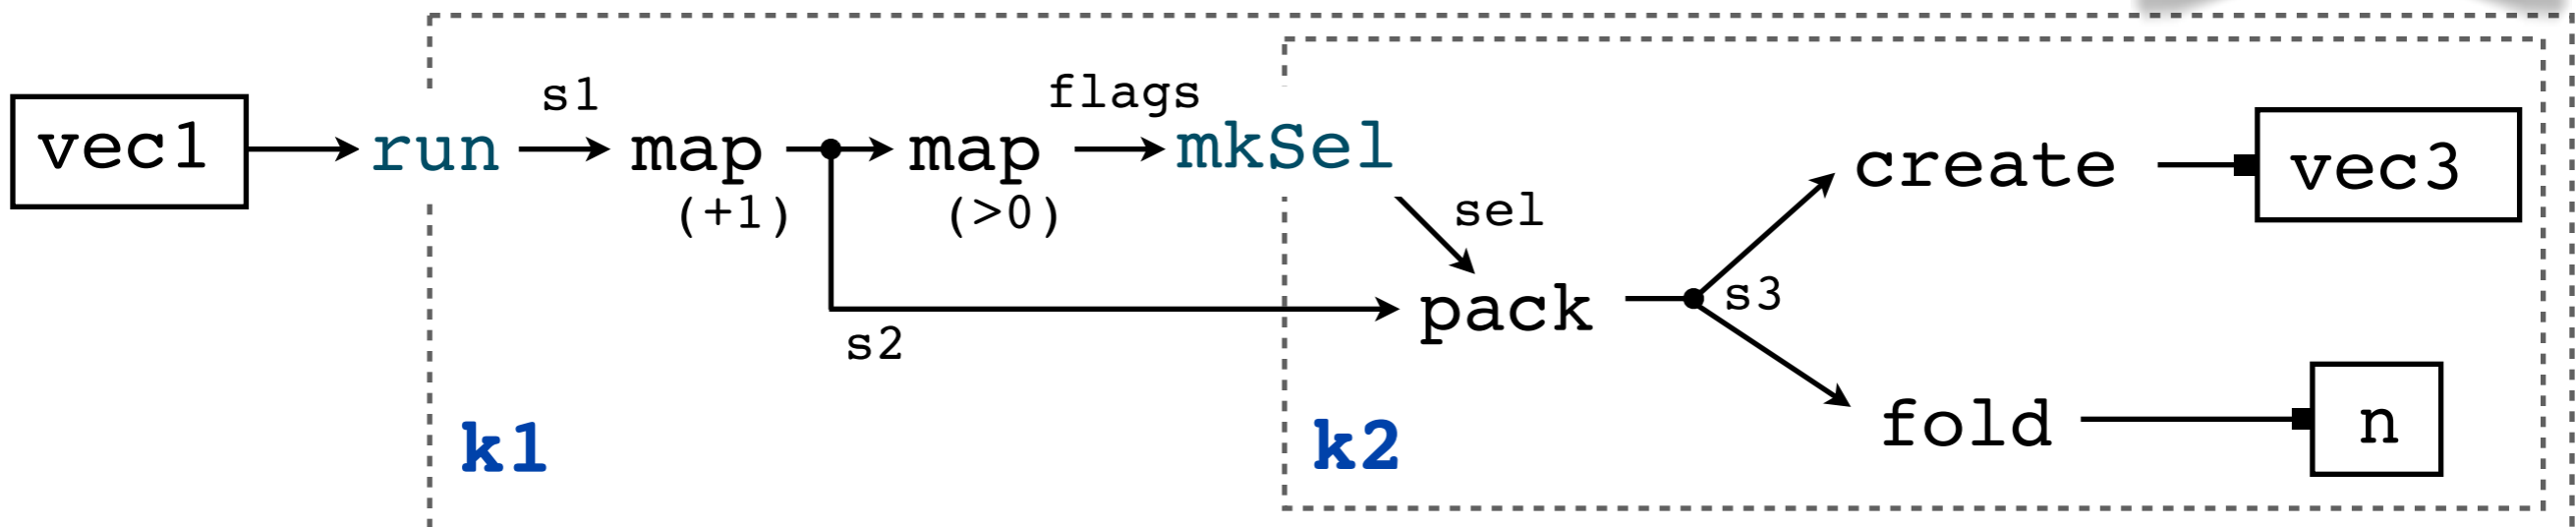 s1
flags
vec1
run
map
map
mkSel
create
vec3
(+1)
(>0)
sel
s3
pack
s2
k1
k2
fold
n